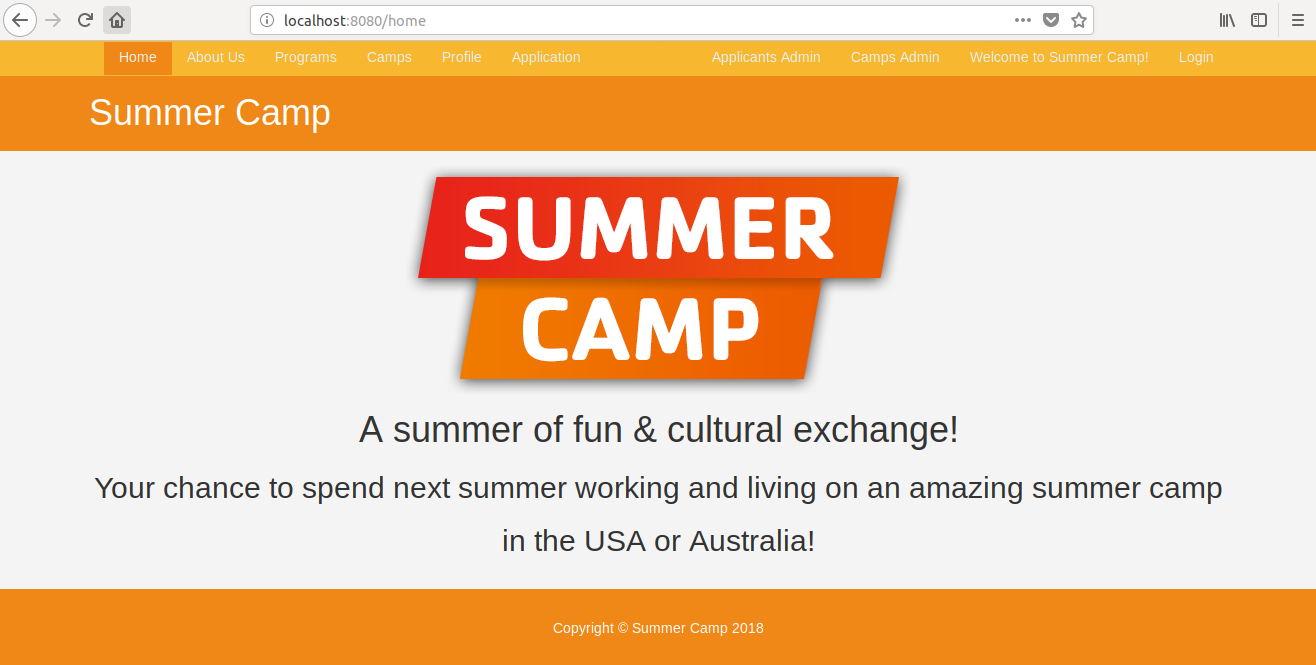 localhost:8080/home
Home About Us Programs Camps Profile Application Applicants Admin Camps Admin Welcome to Summer Camp! Login
Summer Camp
SUMMER
CAMP
A summer of fun & cultural exchange!
Your chance to spend next summer working and living on an amazing summer camp
in the USA or Australia!
Copyright © Summer Camp 2018